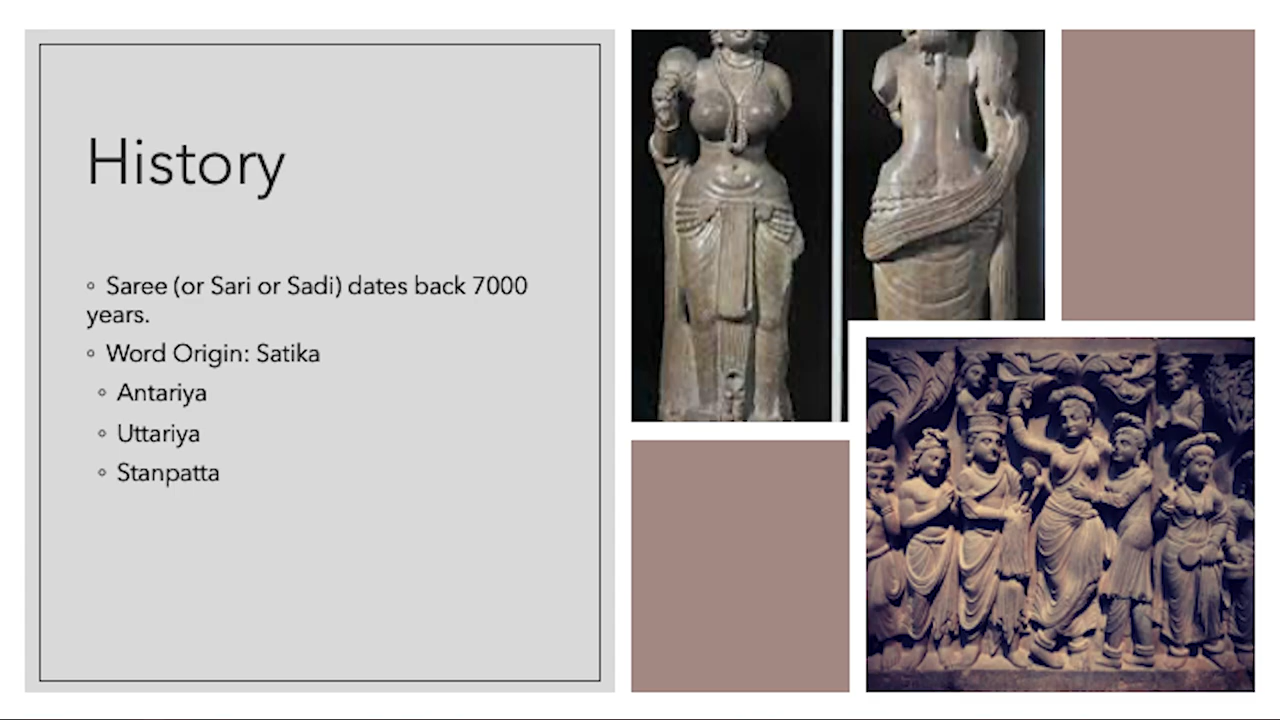 History
◦ Saree (or Sari or Sadi) dates back 7000
years.
◦ Word Origin: Satika
◦ Antariya
◦ Uttariya
◦ Stanpatta